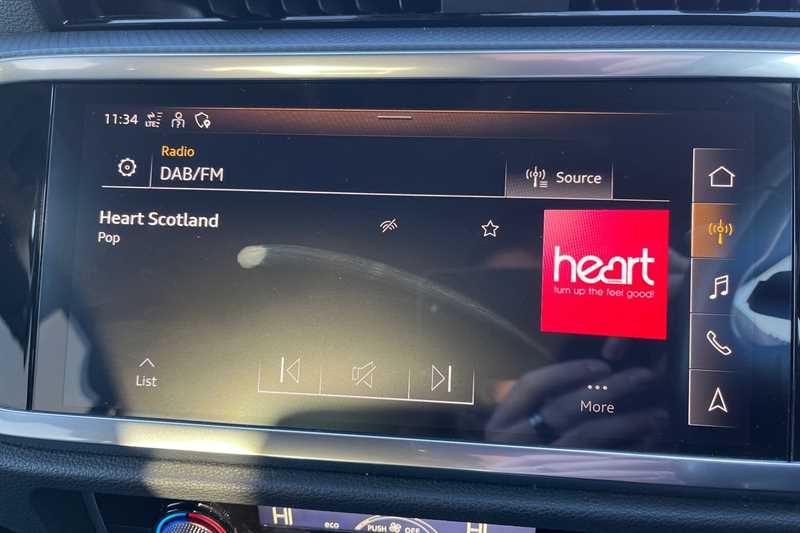 11:34
LTE
Radio
DAB/FM
Source
Heart Scotland
Pop
heart
turn up the feel good!
List
More
HI
eco
PUSH OFF
HI